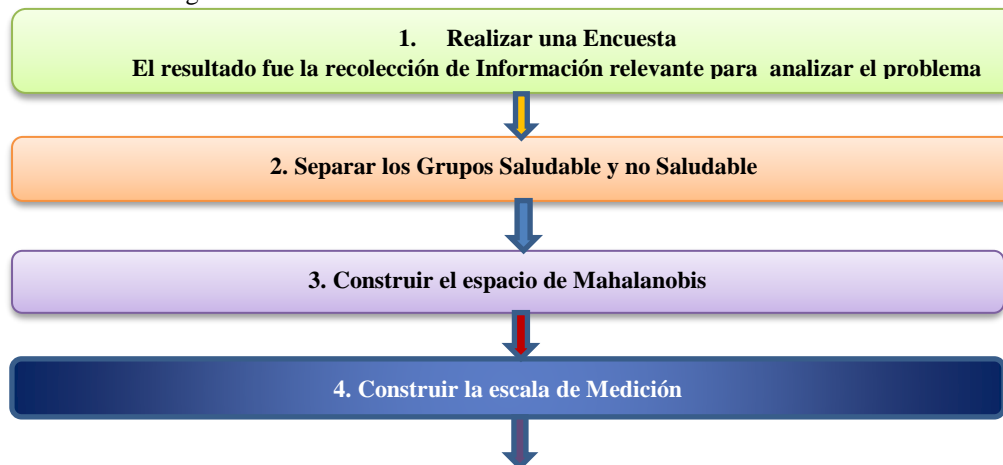 1. Realizar una Encuesta
El resultado fue la recolección de Información relevante para analizar el problema
2. Separar los Grupos Saludable y no Saludable
3. Construir el espacio de Mahalanobis
4. Construir la escala de Medición